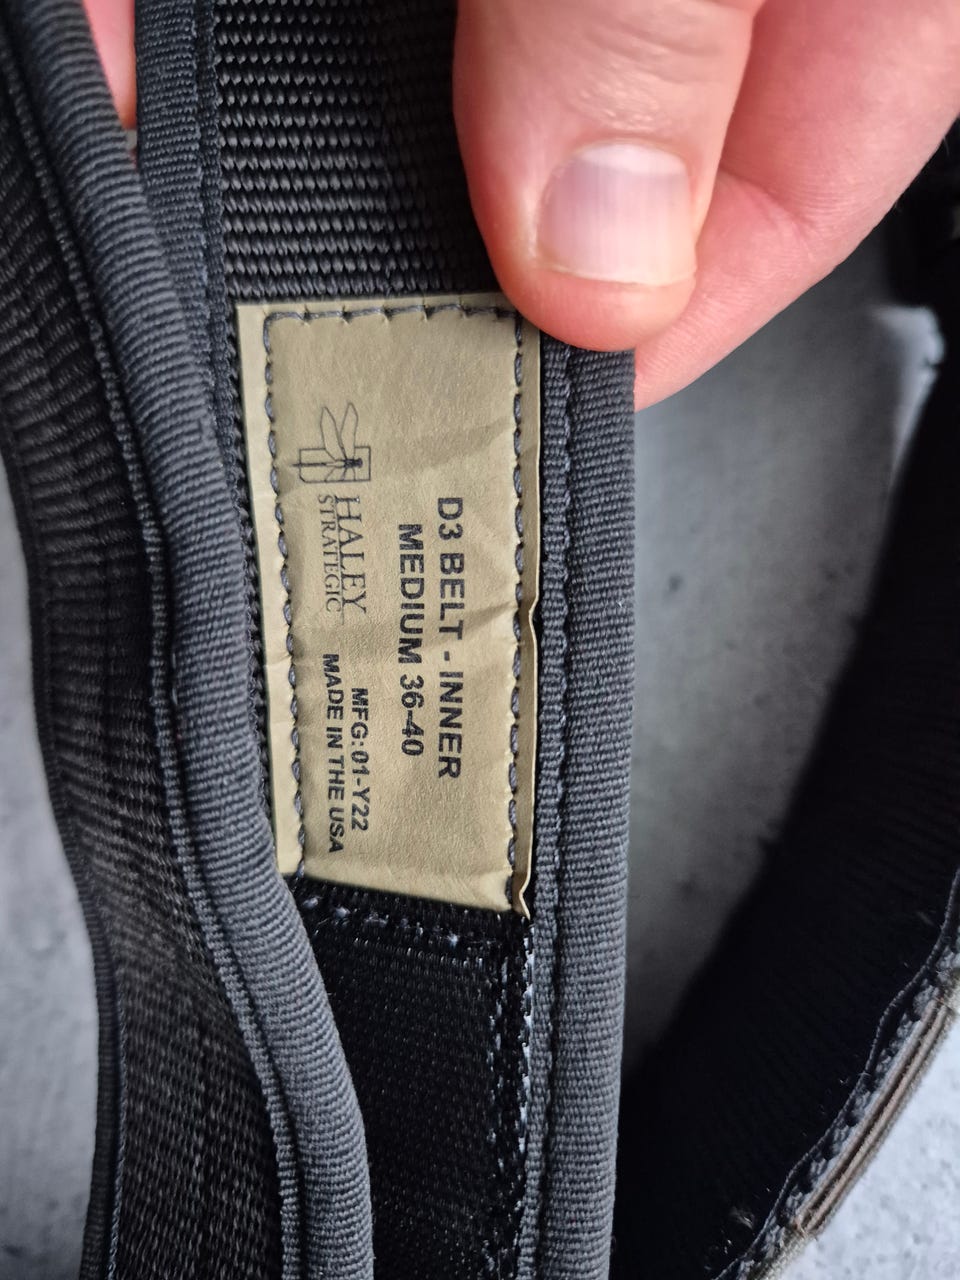 D3 BELT - INNER
MEDIUM 36-40
HALEY
STRATEGIC
MFG:01-Y22
MADE IN THE USA